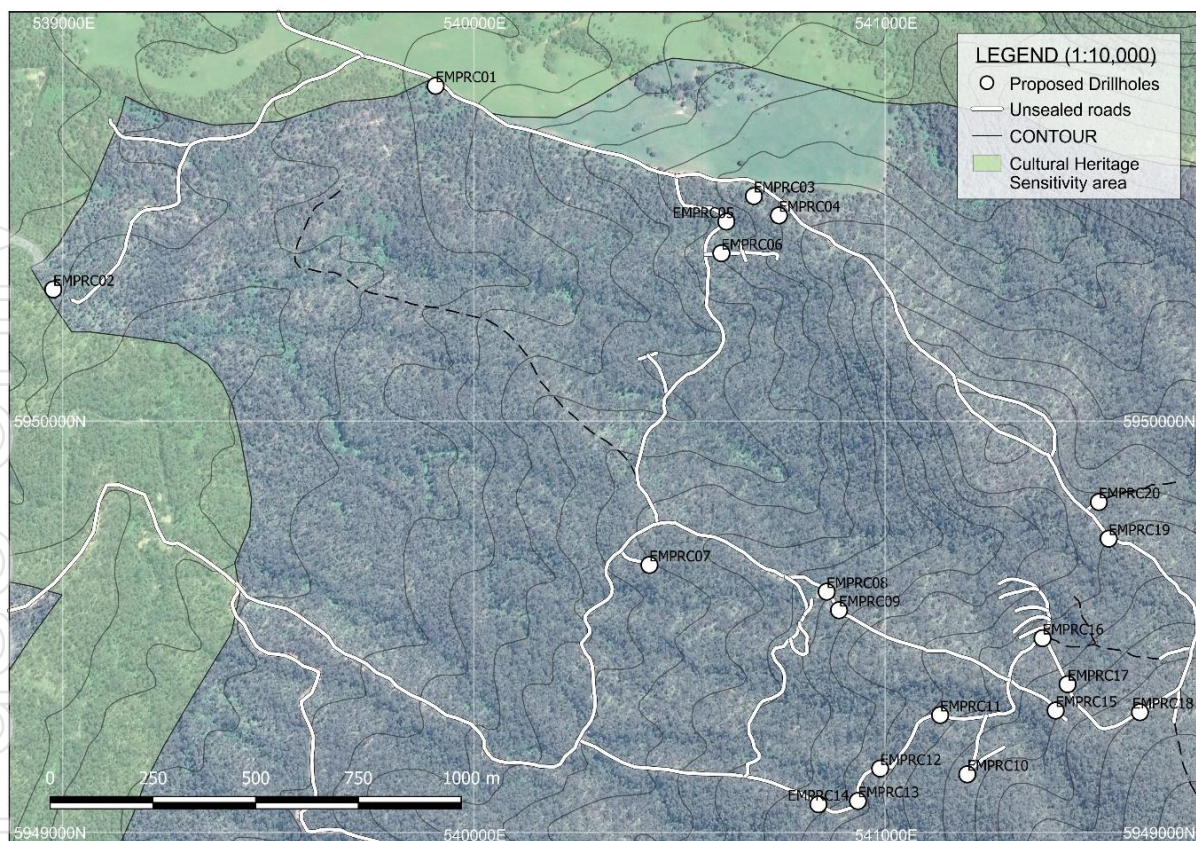 539000E 540000E 541000E
LEGEND (1:10,000)
Proposed Drillholes
Unsealed roads
CONTOUR
Cultural Heritage
Sensitivity area
EMPRC01
EMPRC03
EMPRC04
EMPRC05
EMPRC06
EMPRC02
5950000N 5950000N
EMPRC20
EMPRC19
EMPRC07
EMPRC08
EMPRC09
EMPRC16
EMPRC17
EMPRC11 EMPRC15 EMPRC18
EMPRC12 EMPRC10
EMPRC14 EMPRC13
0 250 500 750 1000 m
5949000N 540000E 541000E 5949000N